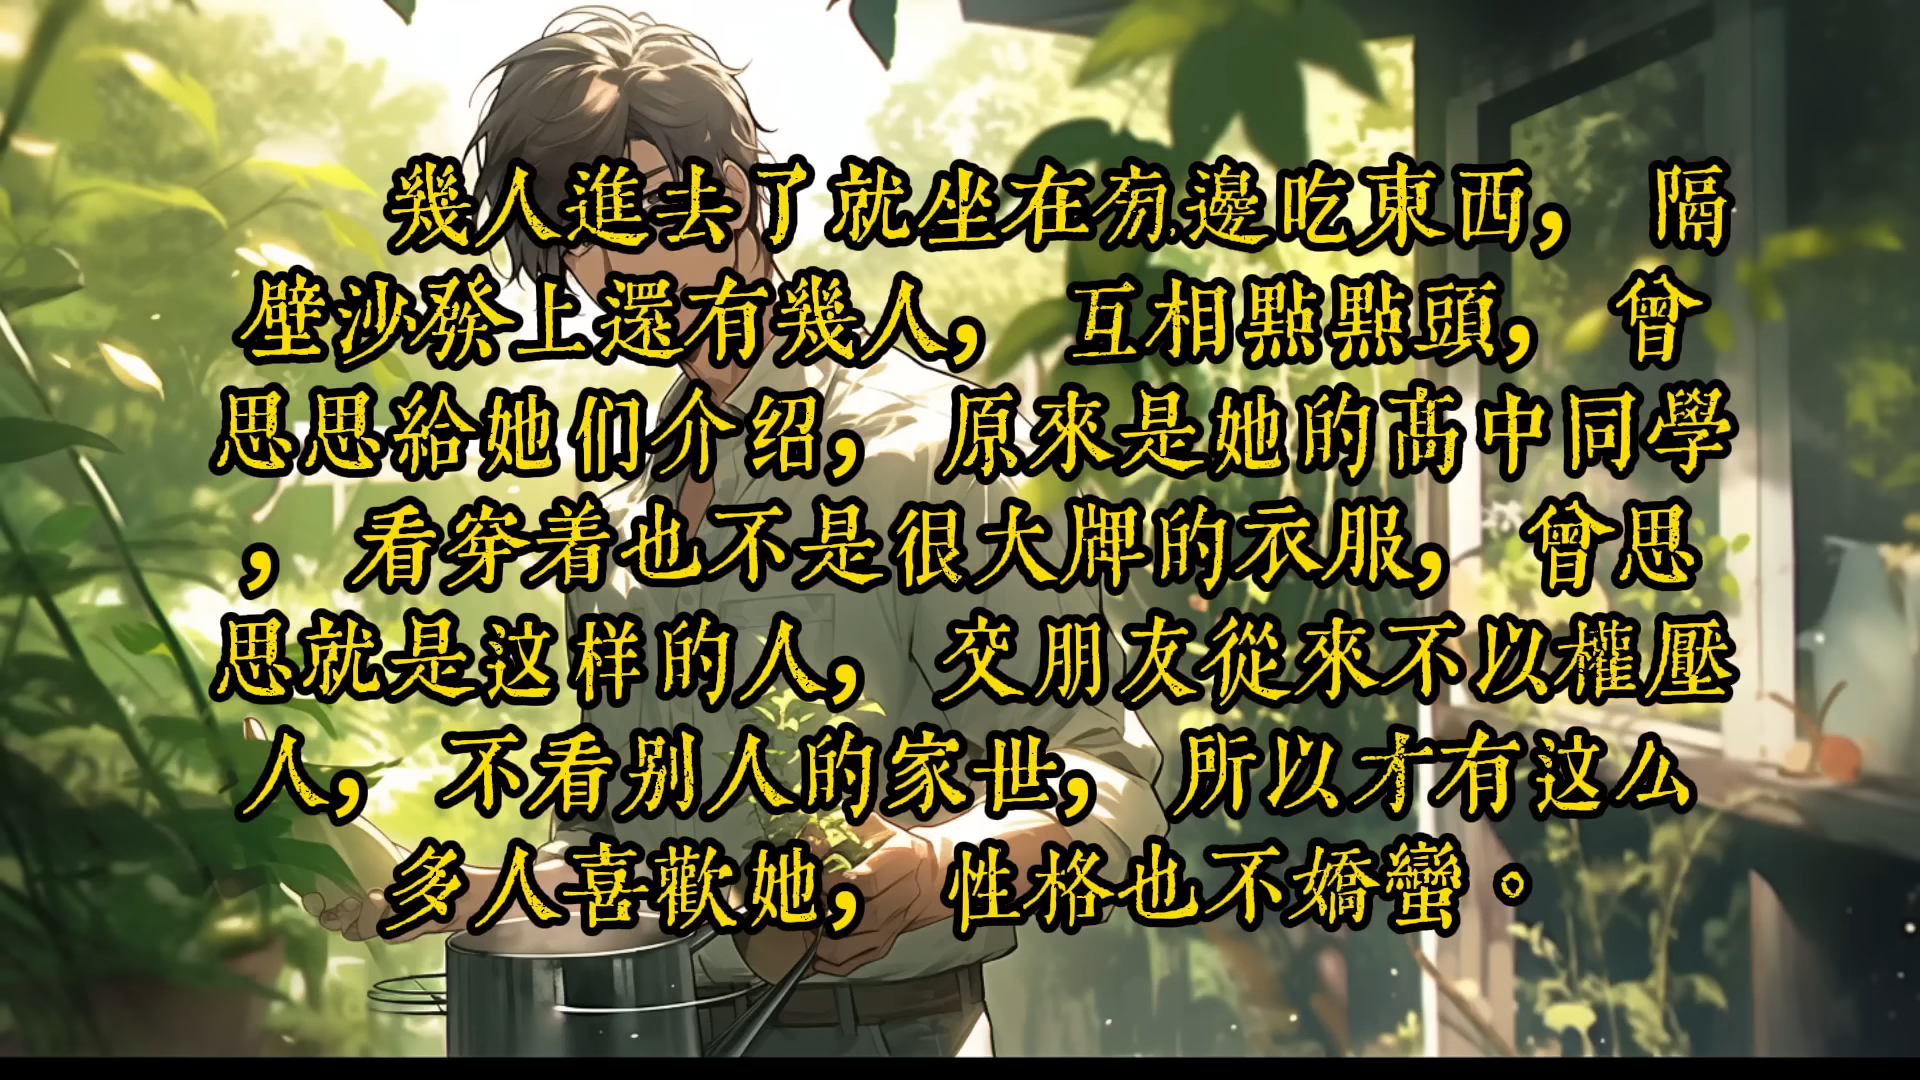 幾人進去了就坐在旁邊吃東西，隔
壁沙發上還有幾人，互相點點頭，曾
思思給她们介绍，原來是她的高中同學
，看穿着也不是很大牌的衣服，曾思
思就是这样的人，交朋友從來不以權壓
人，不看别人的家世，所以才有这么
多人喜歡她，性格也不嬌蠻。